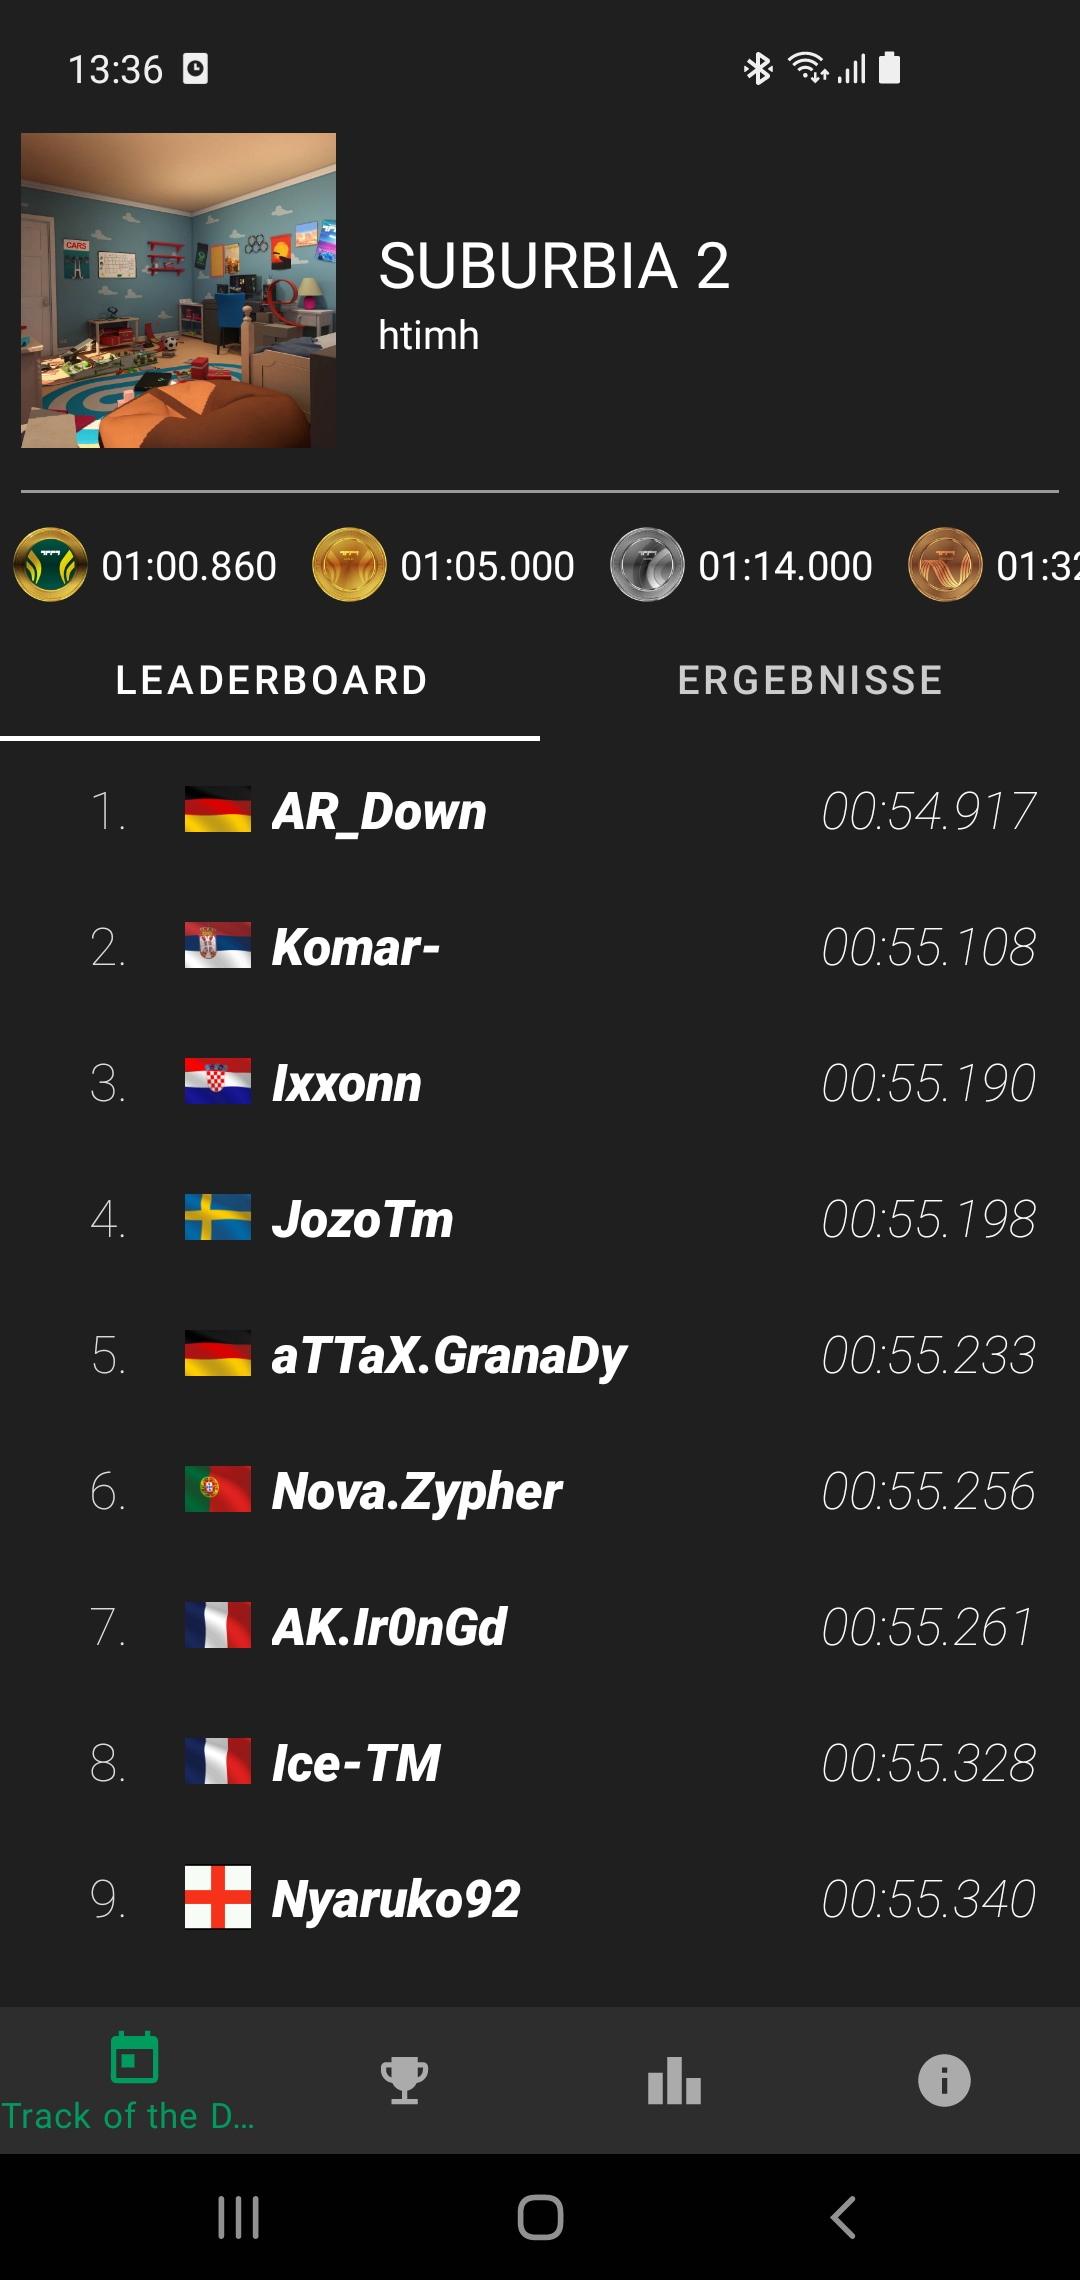 13:36
CARS
SUBURBIA 2
htimh
01:00.860 01:05.000 01:14.000 01:32
LEADERBOARD ERGEBNISSE
1. AR_Down 00:54.917
2. Komar- 00:55.108
3. Ixxonn 00:55.190
4. JozoTm 00:55.198
5. aTTaX.GranaDy 00:55.233
6. Nova.Zypher 00:55.256
7. AK.Ir0nGd 00:55.261
8. Ice-TM 00:55.328
9. Nyaruko92 00:55.340
Track of the D...